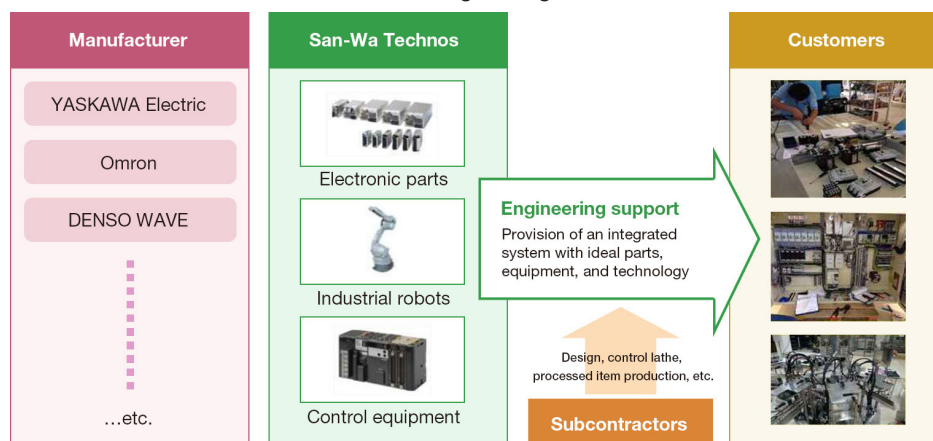 Manufacturer
YASKAWA Electric
Omron
DENSO WAVE
...etc.
San-Wa Technos
Electronic parts
Industrial robots
Control equipment
Engineering support
Provision of an integrated
system with ideal parts,
equipment, and technology
Design, control lathe,
processed item production, etc.
Subcontractors
Customers